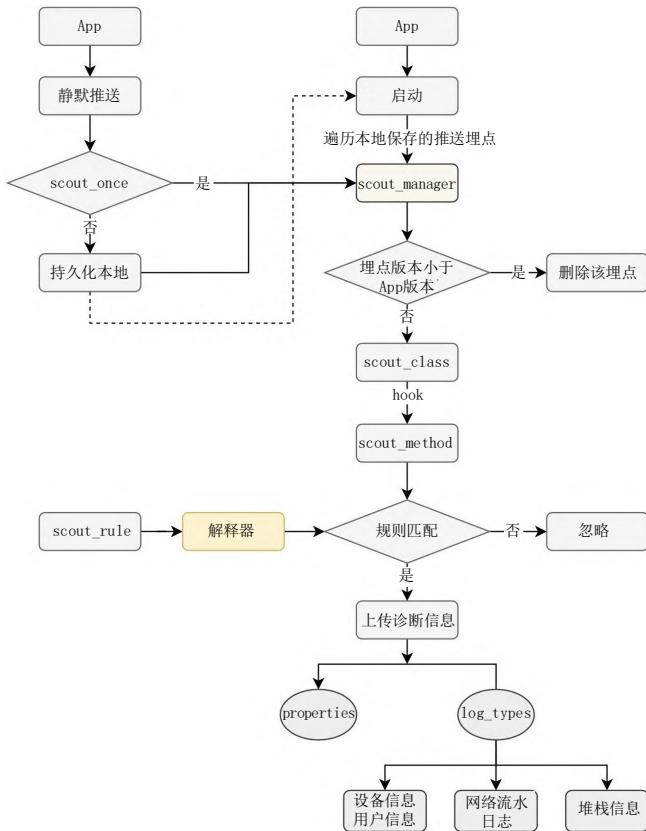 App
App
静默推送
启动
遍历本地保存的推送埋点
scout_once
是
scout_manager
否
持久化本地
埋点版本小于
App版本
是
删除该埋点
否
scout_class
hook
scout_method
scout_rule
解释器
规则匹配
否
忽略
是
上传诊断信息
properties
log_types
设备信息
用户信息
网络流水
日志
堆栈信息